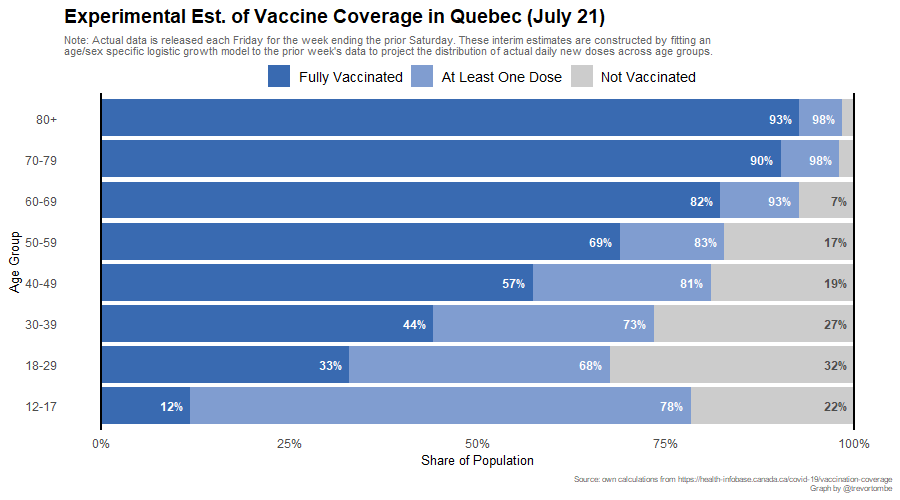 Experimental Est. of Vaccine Coverage in Quebec (July 21)
Note: Actual data is released each Friday for the week ending the prior Saturday. These interim estimates are constructed by fitting an
age/sex specific logistic growth model to the prior week's data to project the distribution of actual daily new doses across age groups.
Fully Vaccinated At Least One Dose Not Vaccinated
80+ 93% 98%
70-79 90% 98%
60-69 82% 93% 7%
50-59 69% 83% 17%
40-49 57% 81% 19%
30-39 44% 73% 27%
18-29 33% 68% 32%
12-17 12% 78% 22%
Age Group
0% 25% 50% 75% 100%
Share of Population
Source: own calculations from https://health-infobase.canada.ca/covid-19/vaccination-coverage
Graph by @trevortombe